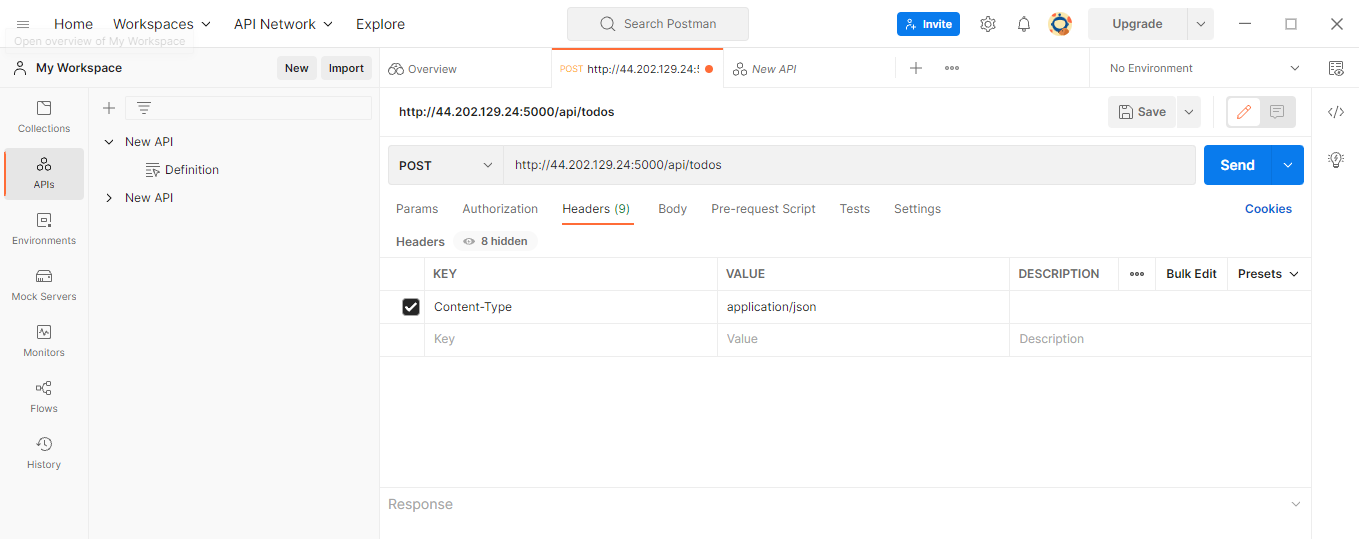 Home Workspaces API Network Explore Search Postman Invite Upgrade
Open overview of My Workspace
My Workspace New Import Overview POST http://44.202.129.24:5 New API No Environment
http://44.202.129.24:5000/api/todos Save
Collections
New API
Definition
New API
APIs
Environments
Mock Servers
Monitors
Flows
History
POST http://44.202.129.24:5000/api/todos Send
Params Authorization Headers (9) Body Pre-request Script Tests Settings Cookies
Headers 8 hidden
KEY VALUE DESCRIPTION Bulk Edit Presets
Content-Type application/json
Key Value Description
Response